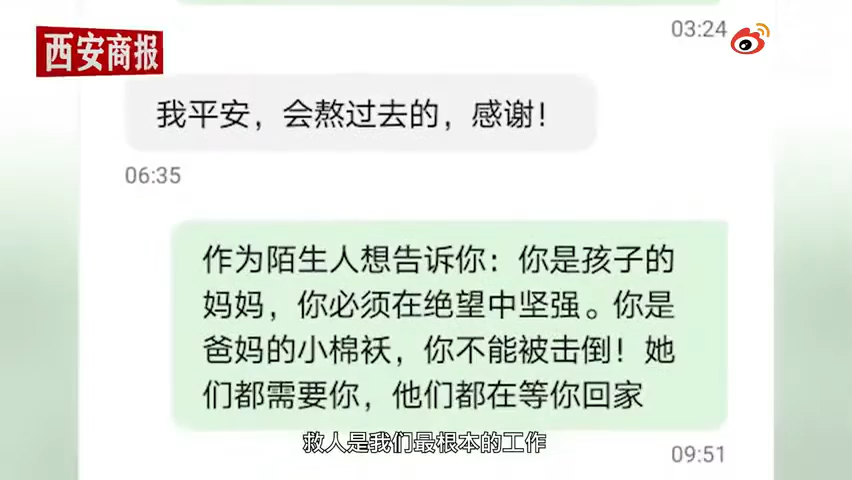 03:24
西安商报
我平安，会熬过去的，感谢！
06:35
作为陌生人想告诉你：你是孩子的
妈妈，你必须在绝望中坚强。你是
爸妈的小棉袄，你不能被击倒！她
们都需要你，他们都在等你回家
救人是我们最根本的工作
09:51